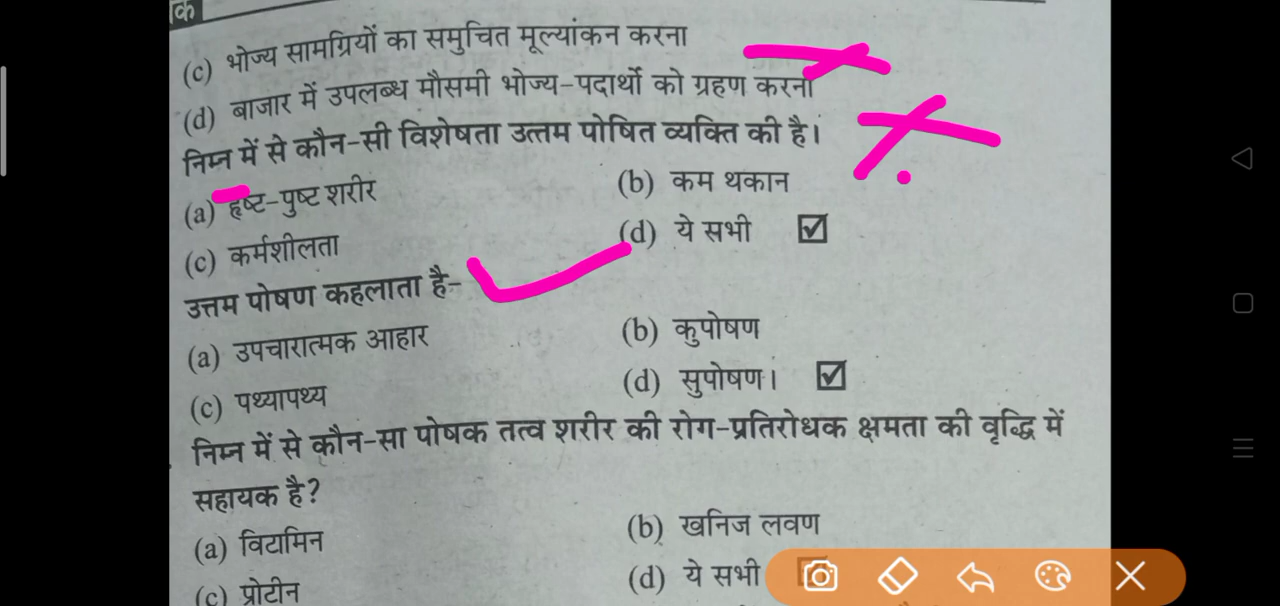 क
(c) भोज्य सामग्रियों का समुचित मूल्यांकन करना
(d) बाजार में उपलब्ध मौसमी भोज्य-पदार्थो को ग्रहण करना
निम्न में से कौन-सी विशेषता उत्तम पोषित व्यक्ति की है।
(a) हृष्ट-पुष्ट शरीर (b) कम थकान
(c) कर्मशीलता (d) ये सभी
उत्तम पोषण कहलाता है-
(a) उपचारात्मक आहार (b) कुपोषण
(c) पथ्यापथ्य (d) सुपोषण।
निम्न में से कौन-सा पोषक तत्व शरीर की रोग-प्रतिरोधक क्षमता की वृद्धि में
सहायक है?
(a) विटामिन (b) खनिज लवण
(c) प्रोटीन (d) ये सभी